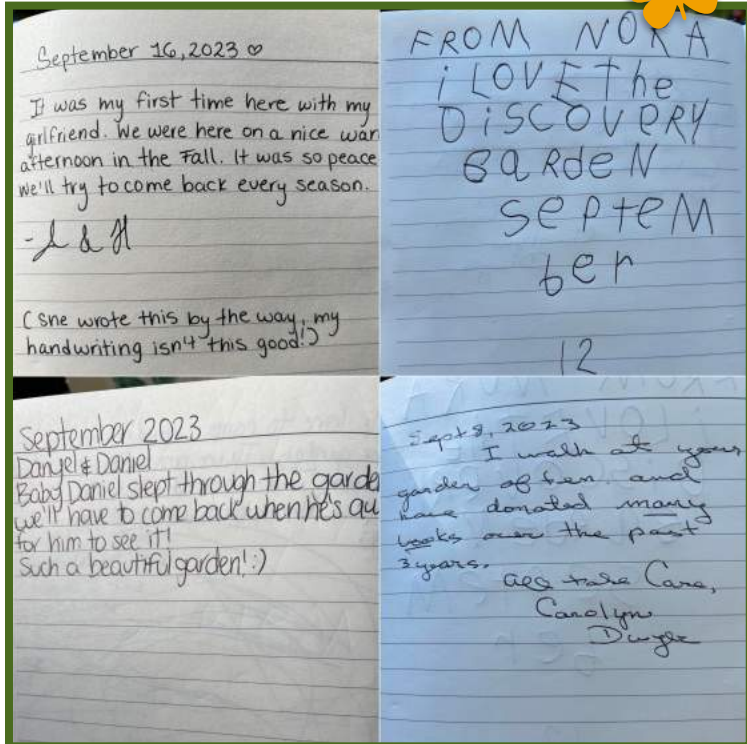 September 16, 2023 ♡
It was my first time here with my
girlfriend. We were here on a nice war
afternoon in the Fall. It was so peace
we'll try to come back every season.
& H
(She wrote this by the way, my
handwriting isn't this good!)
FROM NORA
i LOVE The
DiSCOVeRY
GaRdeN
SePteM
ber
12
September 2023
Danyel & Daniel
Baby Daniel slept through the garde
we'll have to come back when he's au
for him to see it!
Such a beautiful garden! :)
Sept 8, 2023
I walk at your
garden often and
have donated many
books over the past
3 years.
All take Care,
Carolyn